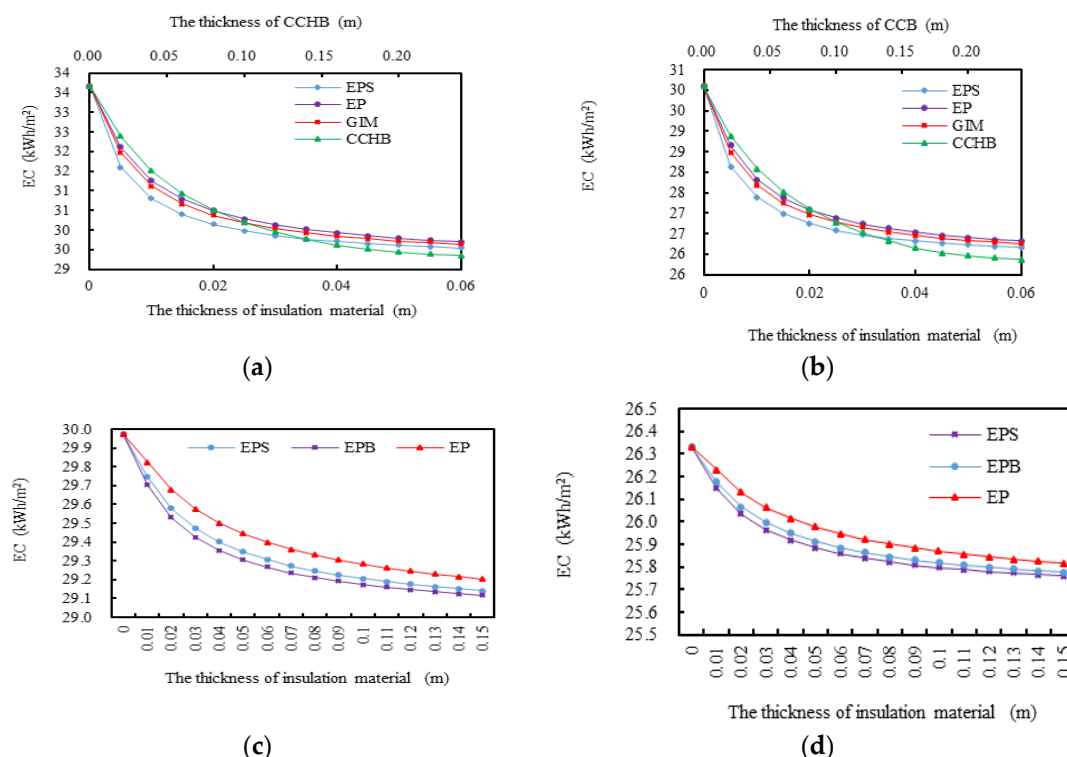 The thickness of CCHB (m)
0.00 0.05 0.10 0.15 0.20
34
34
33
33
32
32
31
31
30
30
29
EC (kWh/m²)
EPS
EP
GIM
CCHB
0 0.02 0.04 0.06
The thickness of insulation material (m)
(a)
The thickness of CCB (m)
0.00 0.05 0.10 0.15 0.20
31
30
30
29
29
28
28
27
27
26
26
EC (kWh/m²)
EPS
EP
GIM
CCHB
0 0.02 0.04 0.06
The thickness of insulation material (m)
(b)
30.0
29.9
29.8
29.7
29.6
29.5
29.4
29.3
29.2
29.1
29.0
EC (kWh/m²)
EPS EPB EP
0 0.01 0.02 0.03 0.04 0.05 0.06 0.07 0.08 0.09 0.1 0.11 0.12 0.13 0.14 0.15
The thickness of insulation material (m)
(c)
26.5
26.4
26.3
26.2
26.1
26.0
25.9
25.8
25.7
25.6
25.5
EC (kWh/m²)
EPS
EPB
EP
0 0.01 0.02 0.03 0.04 0.05 0.06 0.07 0.08 0.09 0.1 0.11 0.12 0.13 0.14 0.15
The thickness of insulation material (m)
(d)